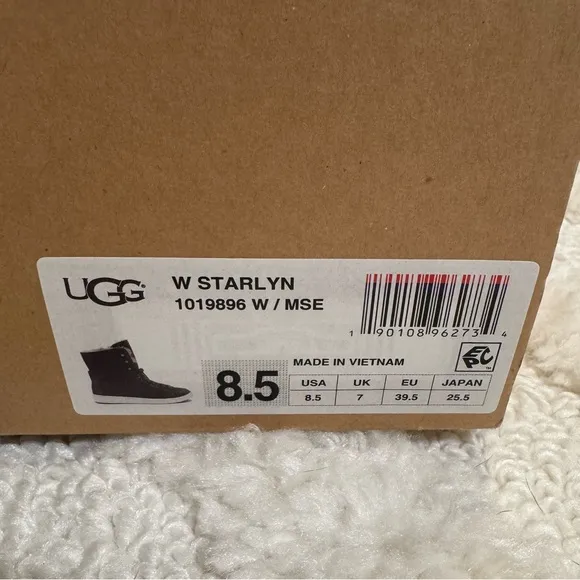 UGG
W STARLYN
1019896 W / MSE
1 90108 96273 4
MADE IN VIETNAM
EPC
8.5
USA UK EU JAPAN
8.5 7 39.5 25.5